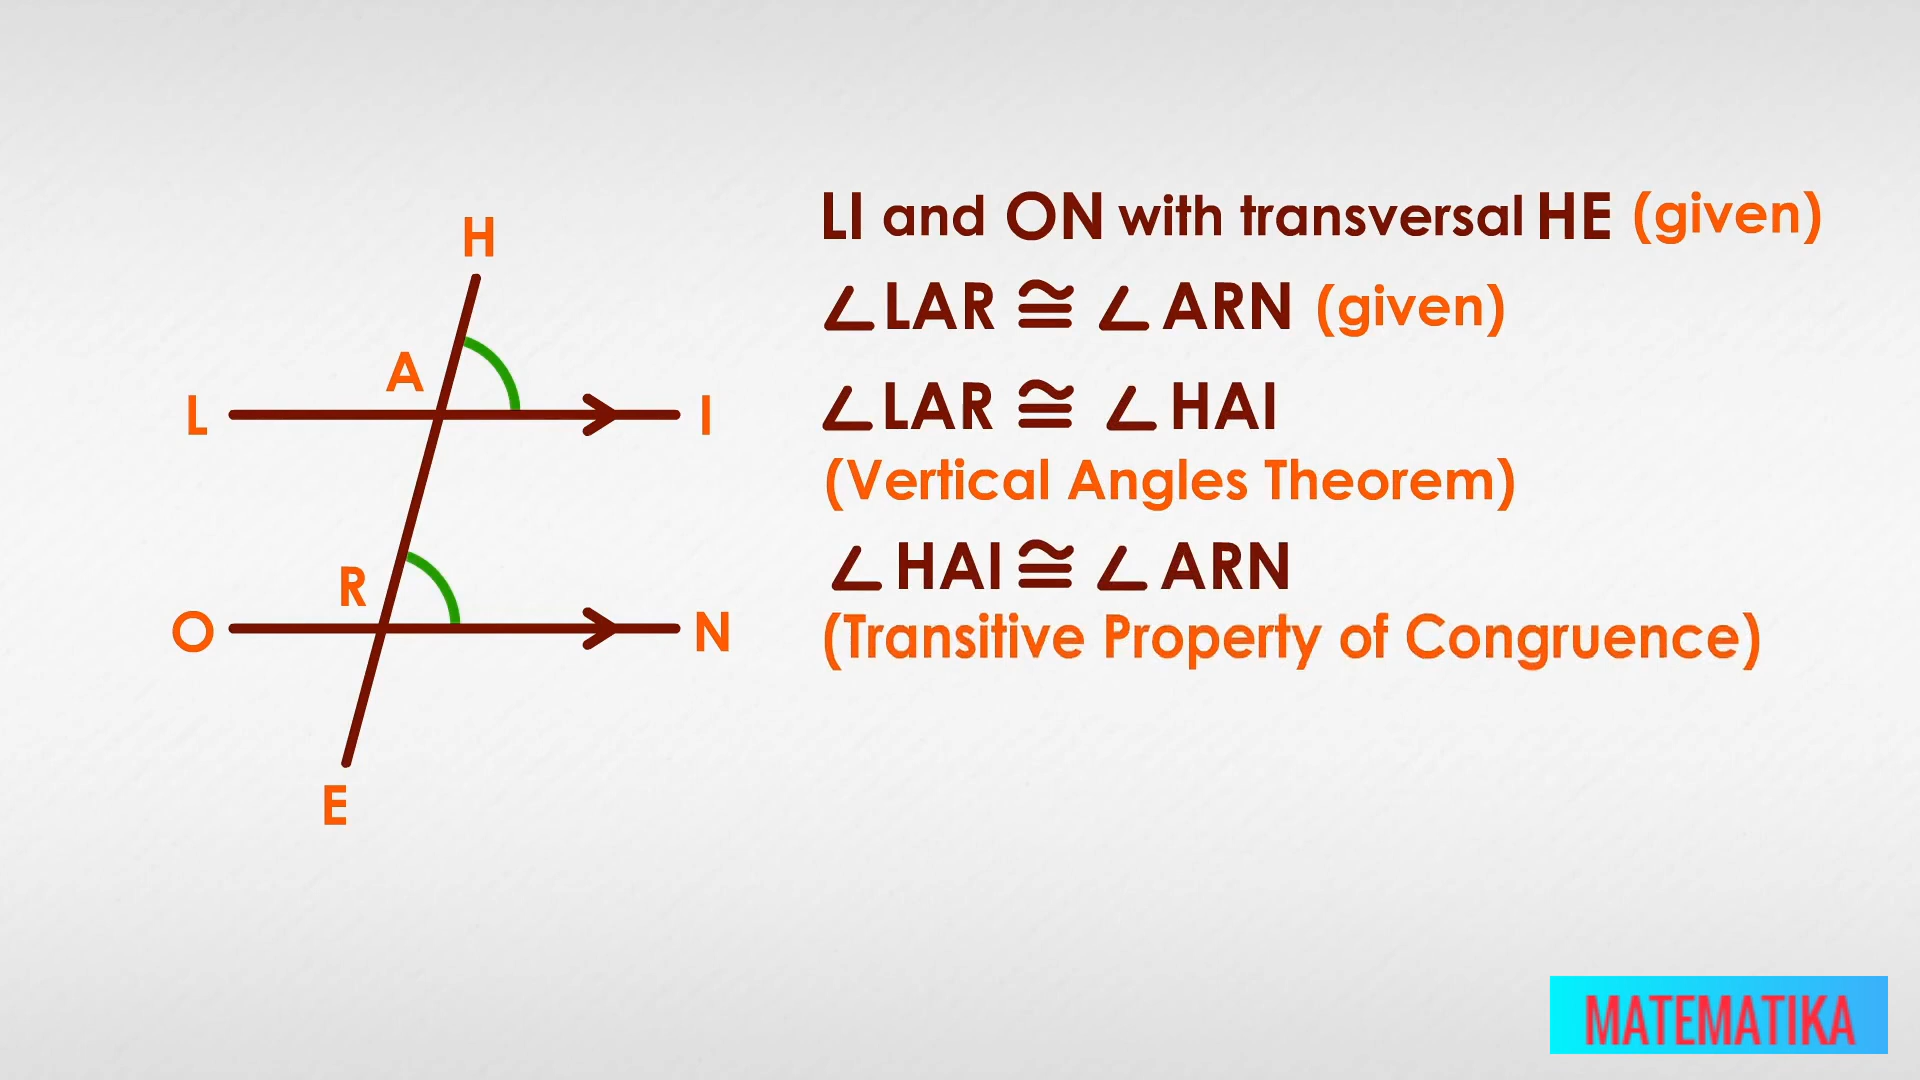 H
A
L
I
R
O
N
E
LI and ON with transversal HE (given)
∠LAR ≅ ∠ARN (given)
∠LAR ≅ ∠HAI
(Vertical Angles Theorem)
∠HAI ≅ ∠ARN
(Transitive Property of Congruence)
MATEMATIKA